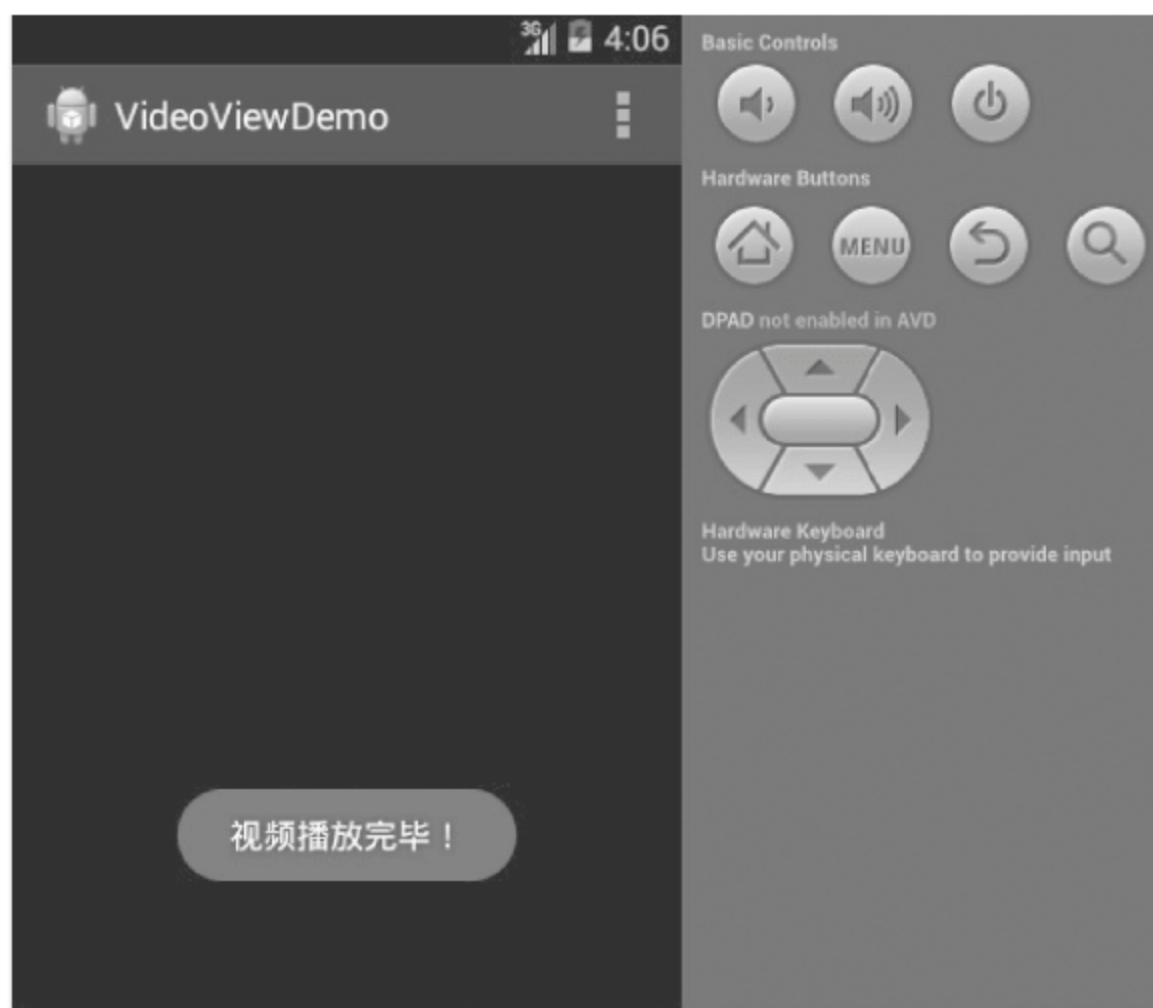 3G 4:06
VideoViewDemo
视频播放完毕！
Basic Controls
Hardware Buttons
MENU
DPAD not enabled in AVD
Hardware Keyboard
Use your physical keyboard to provide input